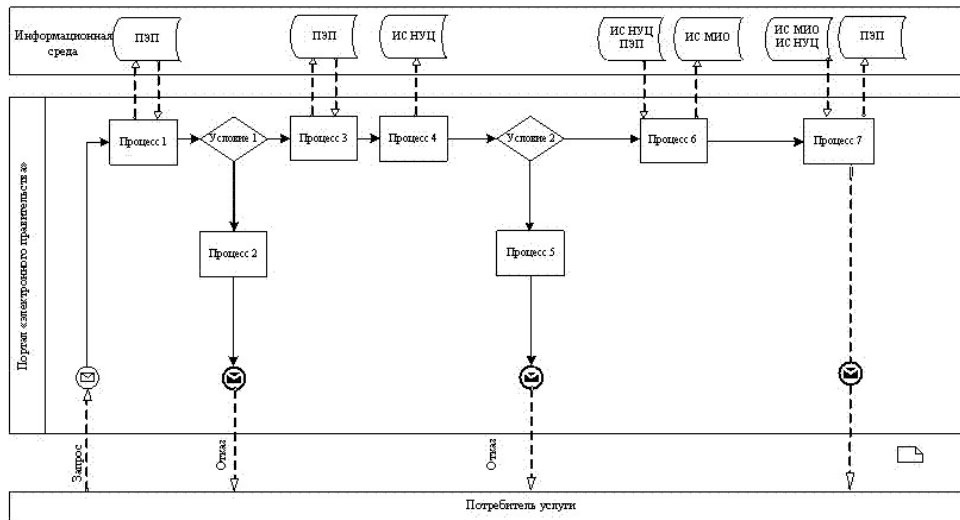 Информационная
среда
ПЭП
ПЭП
ИС НУЦ
ИС НУЦ
ПЭП
ИС МИО
ИС МИО
ИС НУЦ
ПЭП
Портал «электронного правительства»
Процесс 1
Условие 1
Процесс 3
Процесс 4
Условие 2
Процесс 6
Процесс 7
Процесс 2
Процесс 5
Запрос
Отказ
Отказ
Потребитель услуги